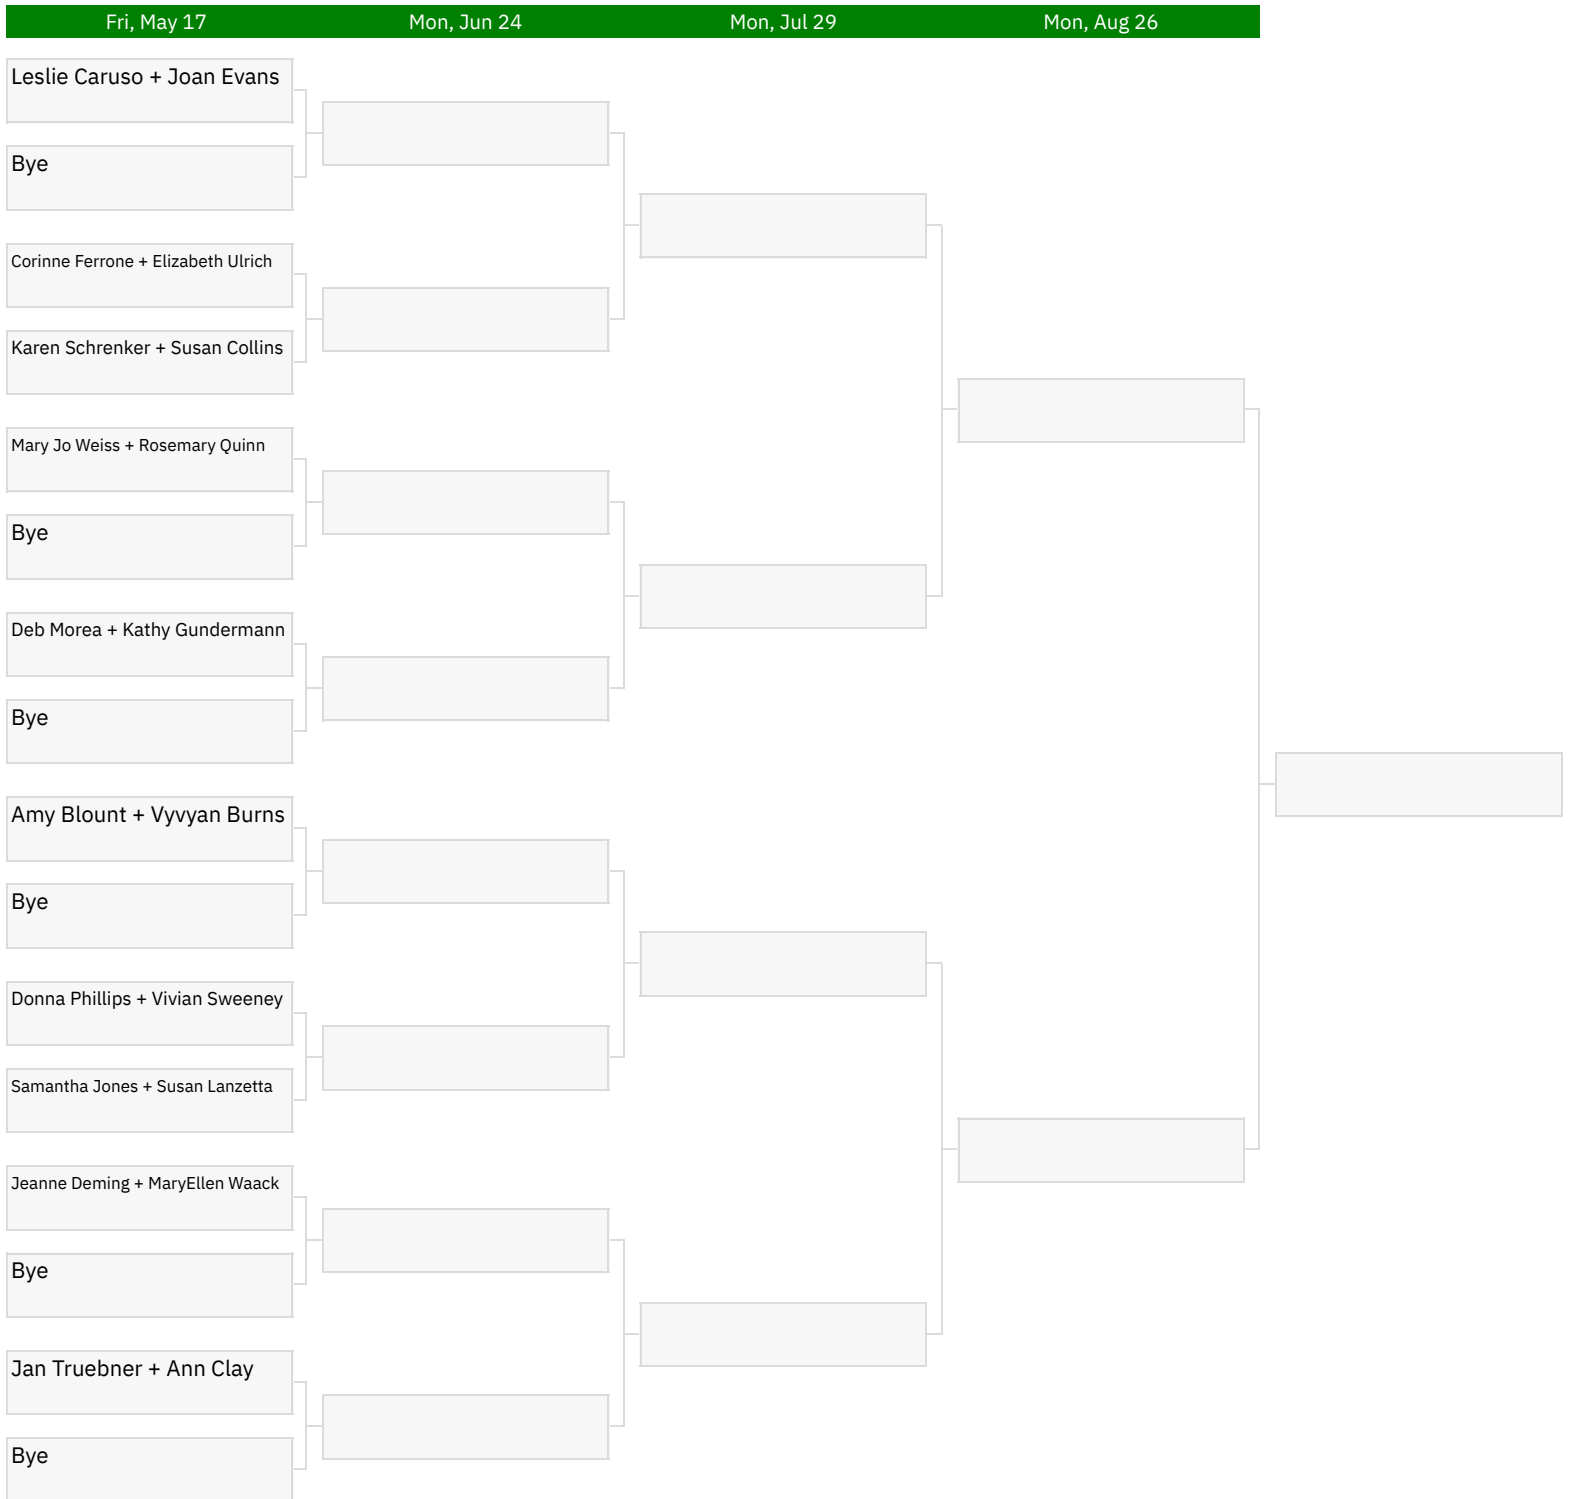 Fri, May 17
Mon, Jun 24
Mon, Jul 29
Mon, Aug 26
Leslie Caruso + Joan Evans
Bye
Corinne Ferrone + Elizabeth Ulrich
Karen Schrenker + Susan Collins
Mary Jo Weiss + Rosemary Quinn
Bye
Deb Morea + Kathy Gundermann
Bye
Amy Blount + Vyvyan Burns
Bye
Donna Phillips + Vivian Sweeney
Samantha Jones + Susan Lanzetta
Jeanne Deming + MaryEllen Waack
Bye
Jan Truebner + Ann Clay
Bye